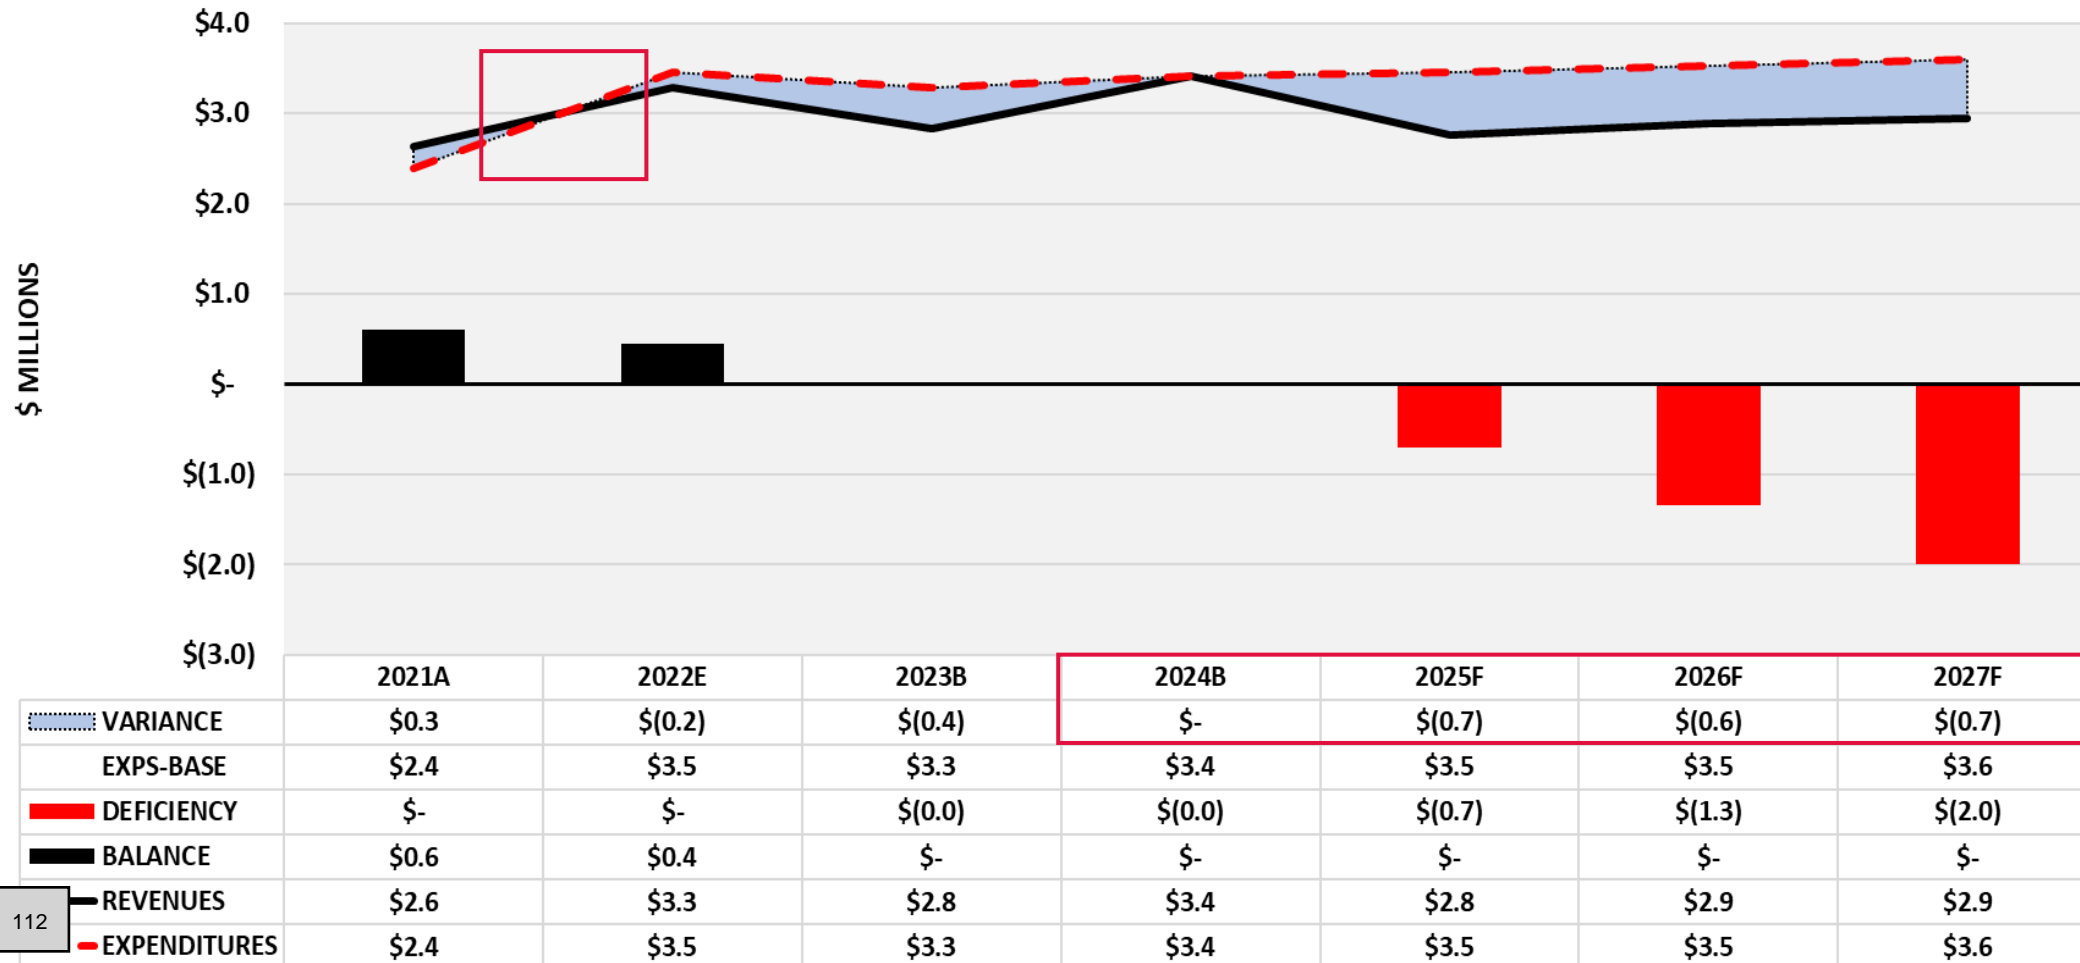 $4.0
$3.0
$2.0
$1.0
$-
$(1.0)
$(2.0)
$(3.0)
$ MILLIONS
2021A 2022E 2023B 2024B 2025F 2026F 2027F
VARIANCE $0.3 $(0.2) $(0.4) $- $(0.7) $(0.6) $(0.7)
EXPS-BASE $2.4 $3.5 $3.3 $3.4 $3.5 $3.5 $3.6
DEFICIENCY $- $- $(0.0) $(0.0) $(0.7) $(1.3) $(2.0)
BALANCE $0.6 $0.4 $- $- $- $- $-
REVENUES $2.6 $3.3 $2.8 $3.4 $2.8 $2.9 $2.9
112
EXPENDITURES $2.4 $3.5 $3.3 $3.4 $3.5 $3.5 $3.6